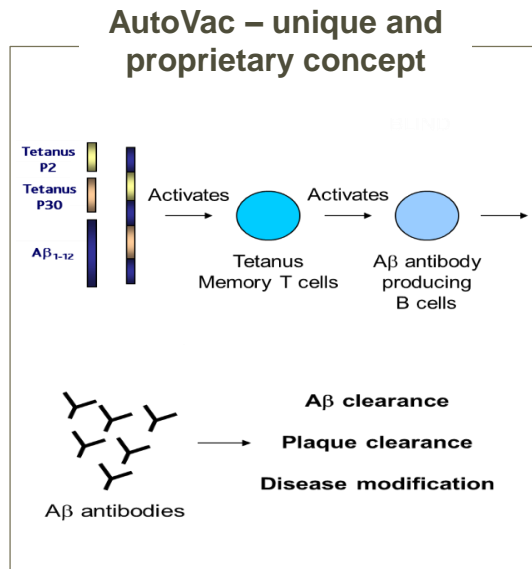 AutoVac – unique and
proprietary concept
Tetanus
P2
Tetanus
P30
Aβ1-12
Activates
Activates
Tetanus
Memory T cells
Aβ antibody
producing
B cells
Aβ antibodies
Aβ clearance
Plaque clearance
Disease modification